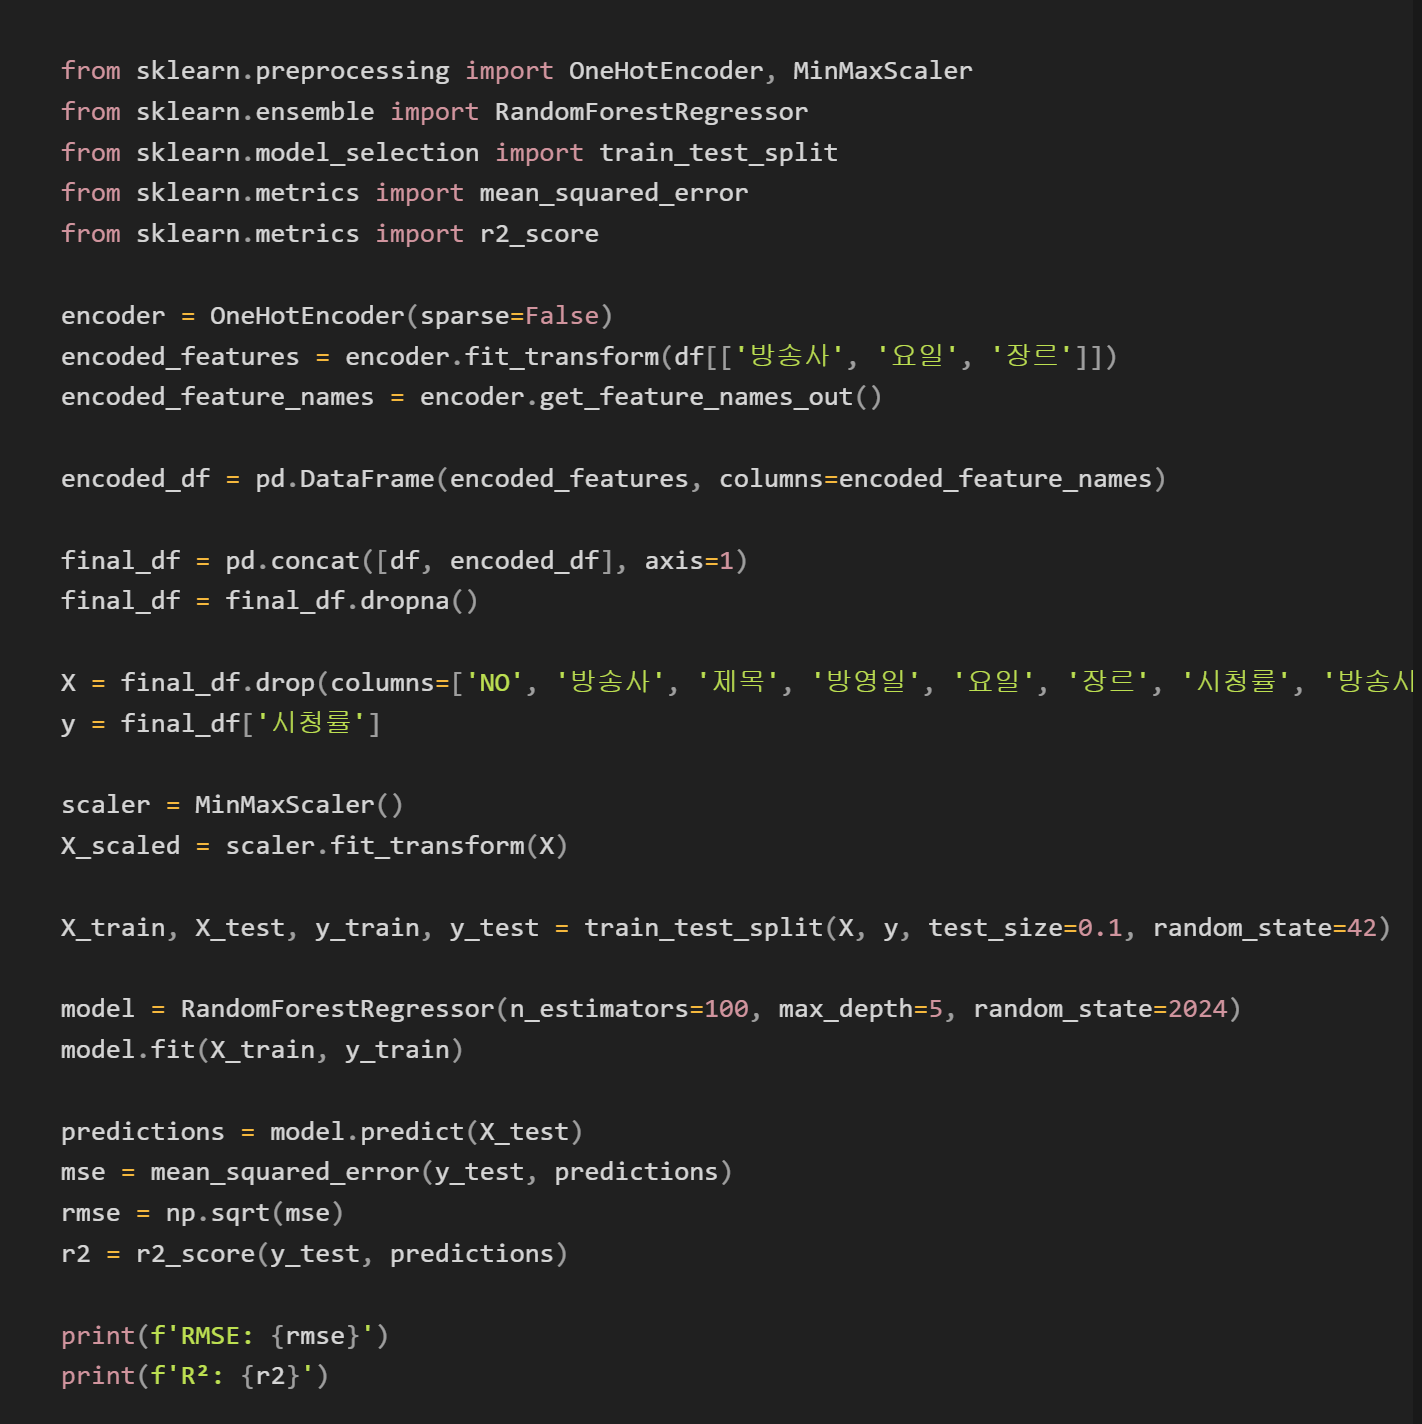 from sklearn.preprocessing import OneHotEncoder, MinMaxScaler
from sklearn.ensemble import RandomForestRegressor
from sklearn.model_selection import train_test_split
from sklearn.metrics import mean_squared_error
from sklearn.metrics import r2_score
encoder = OneHotEncoder(sparse=False)
encoded_features = encoder.fit_transform(df[['방송사', '요일', '장르']])
encoded_feature_names = encoder.get_feature_names_out()
encoded_df = pd.DataFrame(encoded_features, columns=encoded_feature_names)
final_df = pd.concat([df, encoded_df], axis=1)
final_df = final_df.dropna()
X = final_df.drop(columns=['NO', '방송사', '제목', '방영일', '요일', '장르', '시청률', '방송시
y = final_df['시청률']
scaler = MinMaxScaler()
X_scaled = scaler.fit_transform(X)
X_train, X_test, y_train, y_test = train_test_split(X, y, test_size=0.1, random_state=42)
model = RandomForestRegressor(n_estimators=100, max_depth=5, random_state=2024)
model.fit(X_train, y_train)
predictions = model.predict(X_test)
mse = mean_squared_error(y_test, predictions)
rmse = np.sqrt(mse)
r2 = r2_score(y_test, predictions)
print(f'RMSE: {rmse}')
print(f'R²: {r2}')